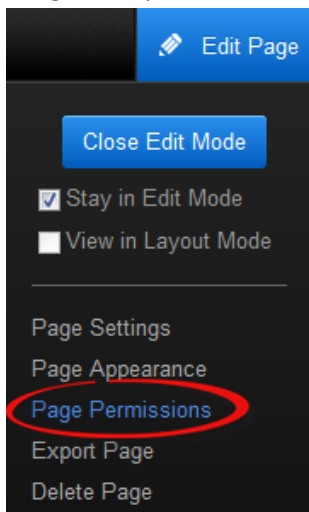 Edit Page
Close Edit Mode
Stay in Edit Mode
View in Layout Mode
Page Settings
Page Appearance
Page Permissions
Export Page
Delete Page